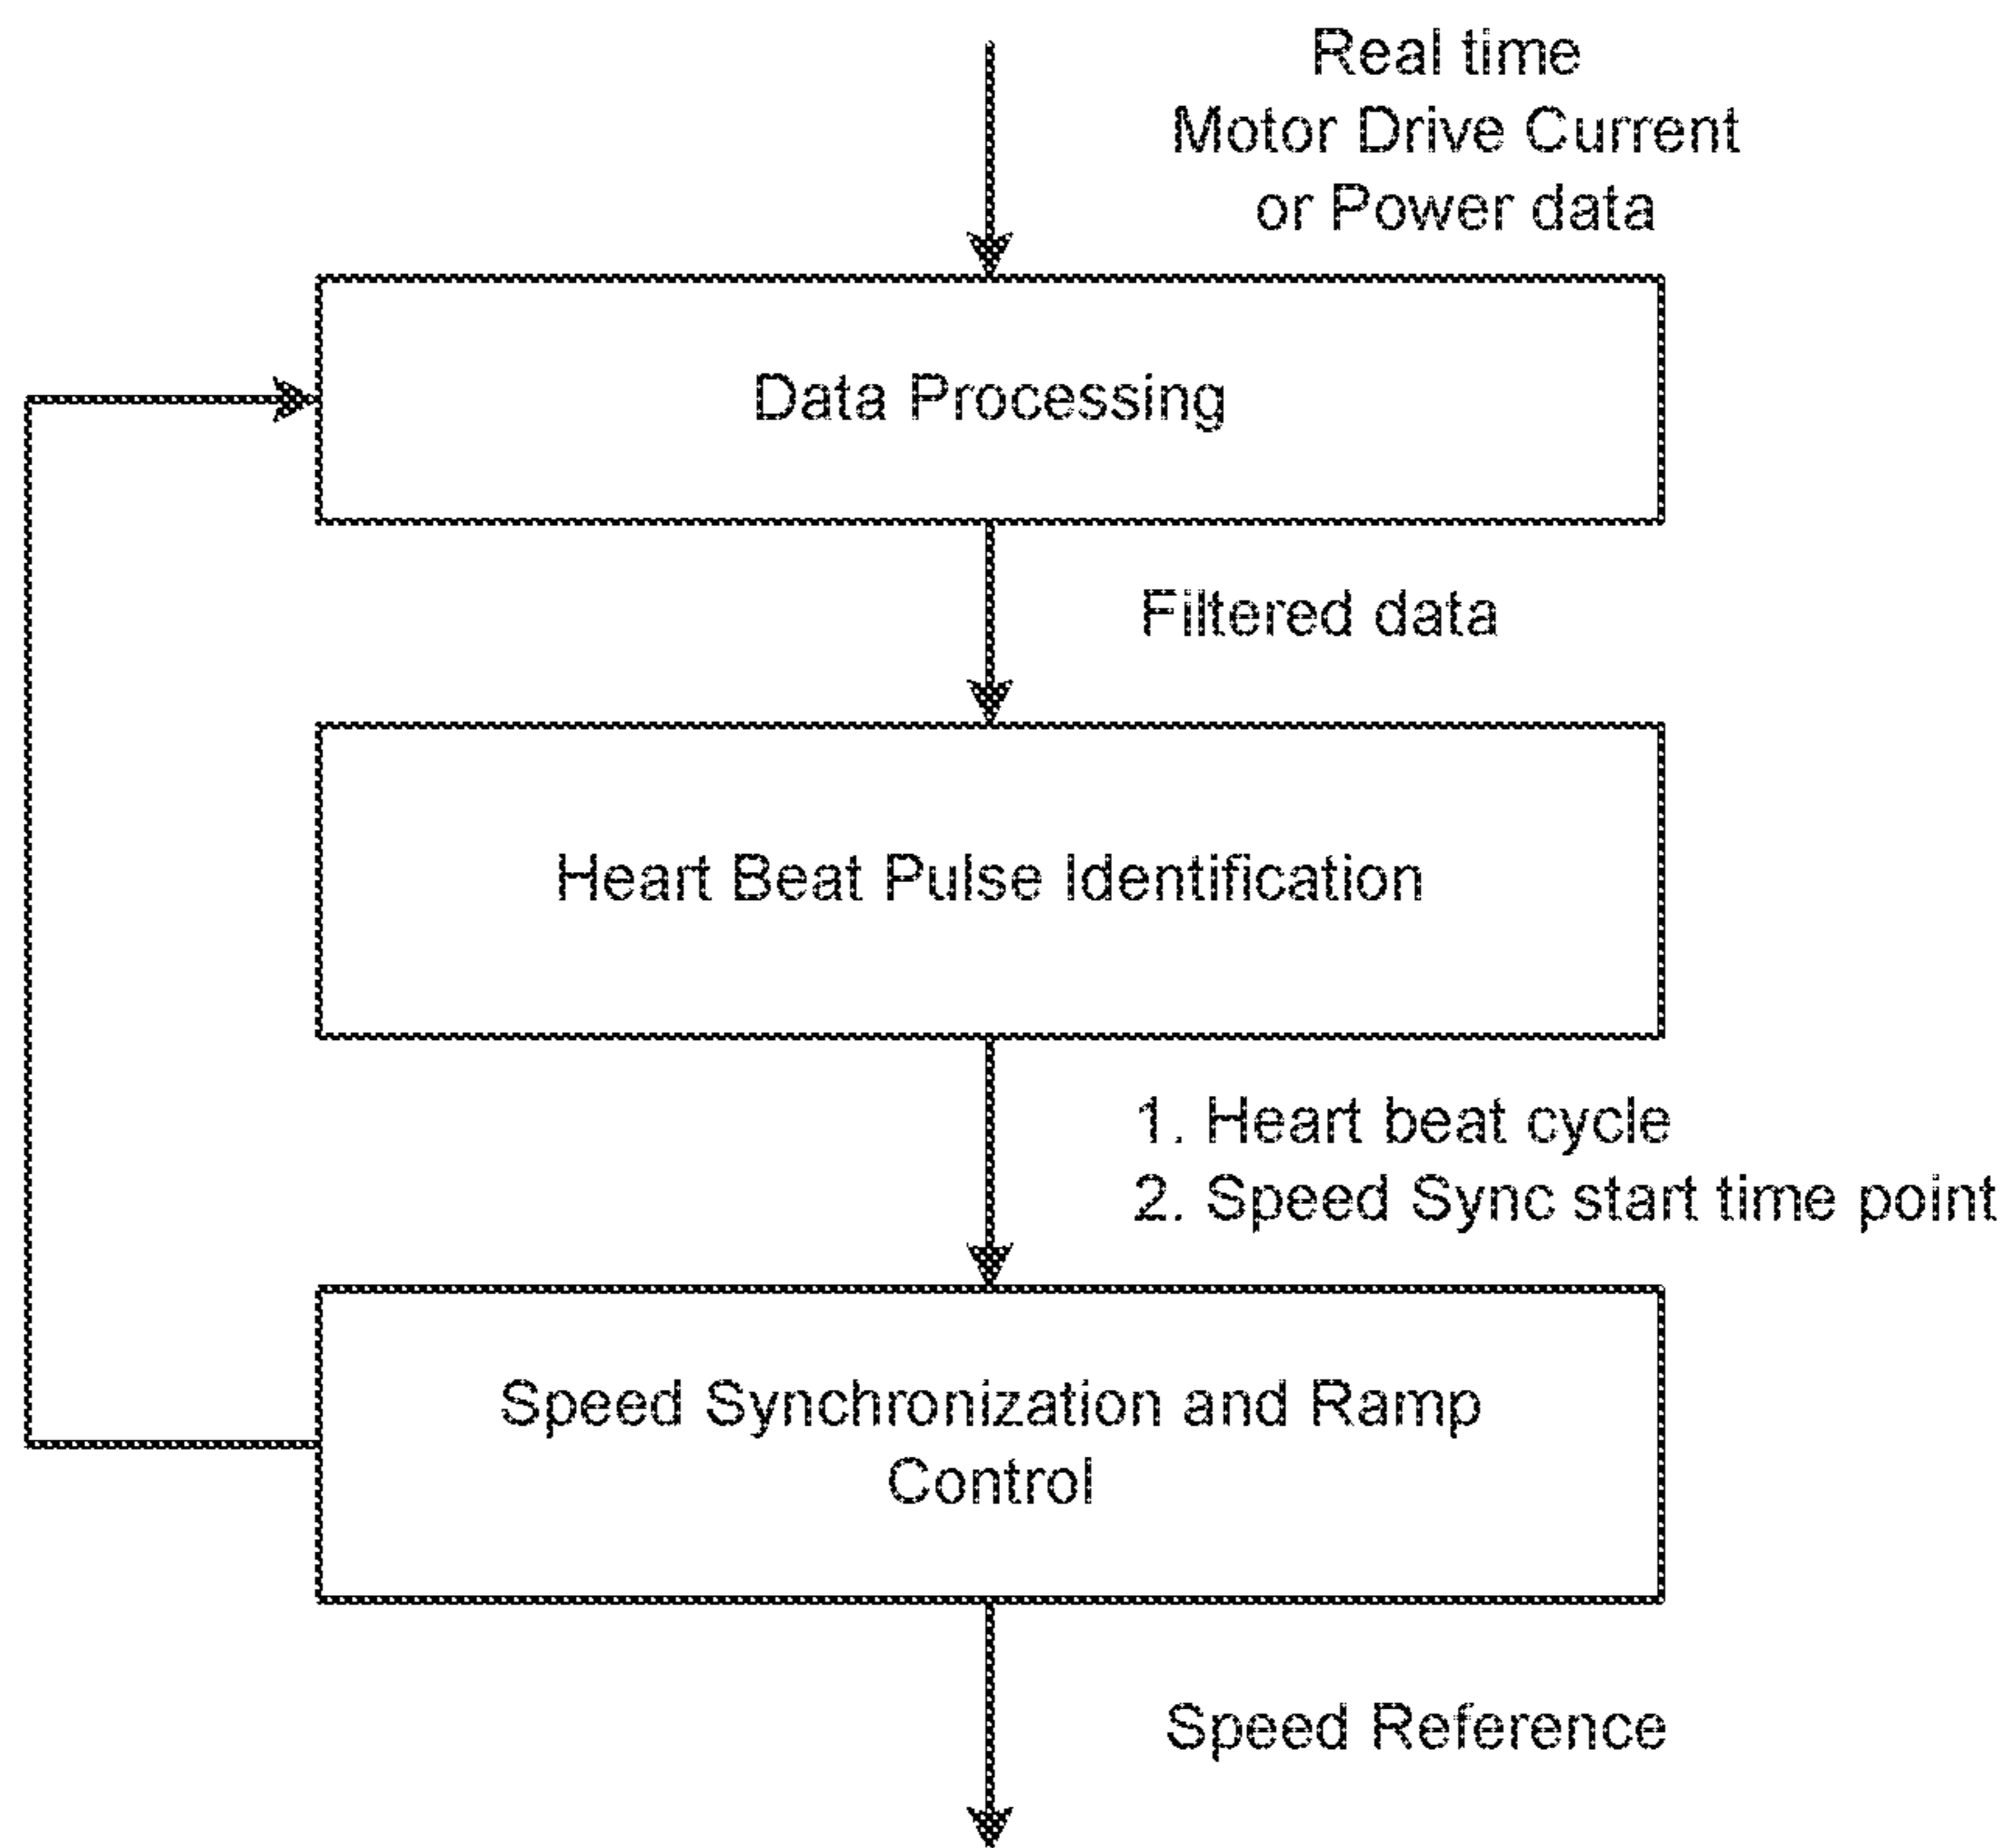 Real time
Motor Drive Current
or Power data
Data Processing
Filtered data
Heart Beat Pulse Identification
1. Heart beat cycle
2. Speed Sync start time point
Speed Synchronization and Ramp
Control
Speed Reference